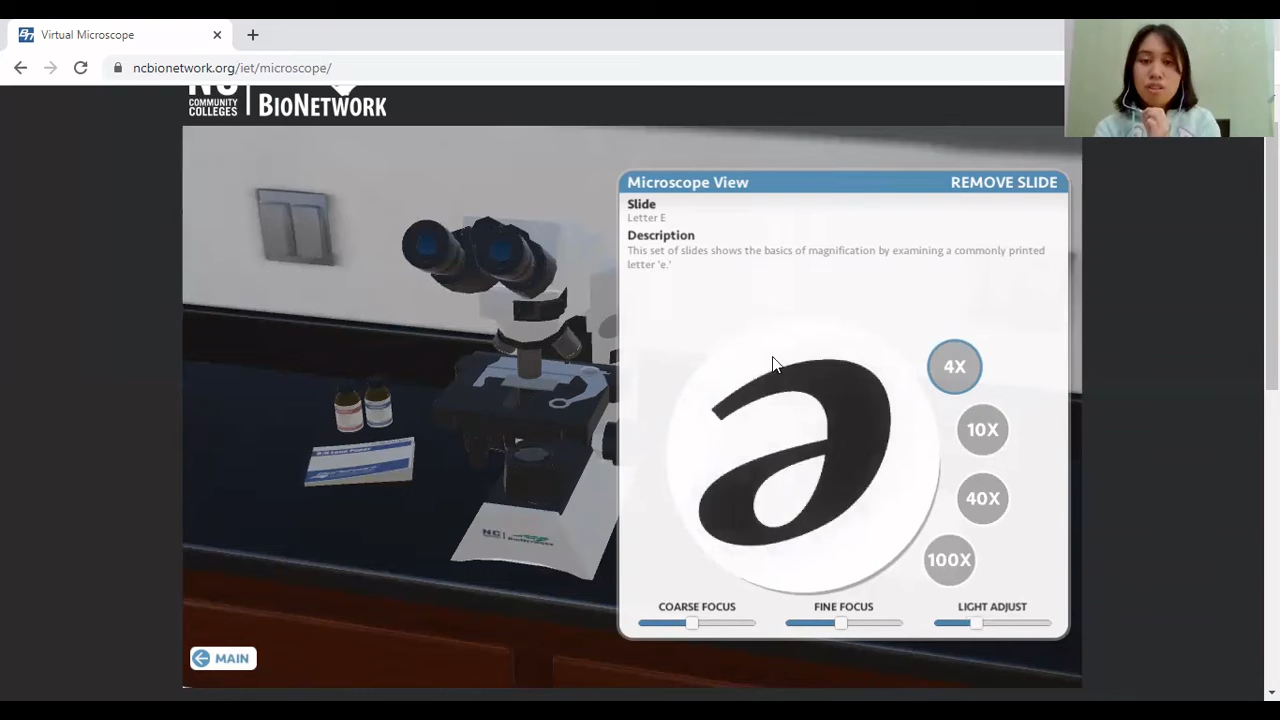 Virtual Microscope
ncbionetwork.org/iet/microscope/
NC
COMMUNITY
COLLEGES
BIONETWORK
Microscope View
REMOVE SLIDE
Slide
Letter E
Description
This set of slides shows the basics of magnification by examining a commonly printed
letter 'e.'
4X
10X
40X
100X
COARSE FOCUS
FINE FOCUS
LIGHT ADJUST
NC
MAIN